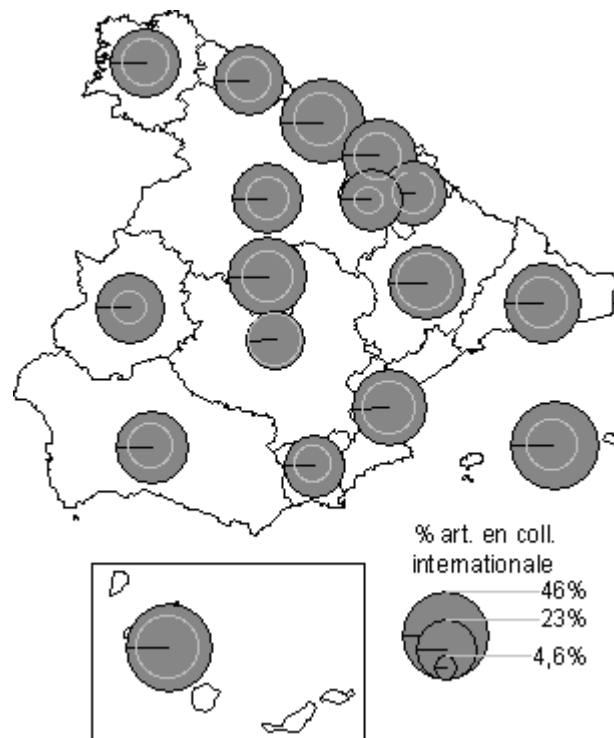 % art. en coll.
internationale
46%
23%
4,6%